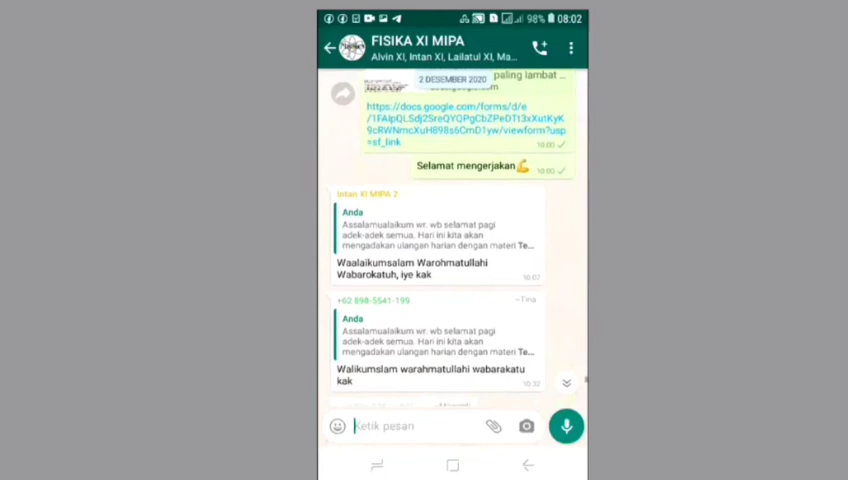 98% 08:02
FISIKA XI MIPA
Alvin XI, Intan XI, Lailatul XI, Ma...
2 DESEMBER 2020
paling lambat ...
https://docs.google.com/forms/d/e
/1FAIpQLSdj2SreQYQPgCbZPeDTt3xXutKyK
9cRWNmcXuH898s6CmD1yw/viewform?usp
=sf_link
10:00
Selamat mengerjakan💪
10:00
Intan XI MIPA 2
Anda
Assalamualaikum wr. wb selamat pagi
adek-adek semua. Hari ini kita akan
mengadakan ulangan harian dengan materi Te...
Waalaikumsalam Warohmatullahi
Wabarokatuh, iye kak
10:07
+62 898-5541-199 ~Tina
Anda
Assalamualaikum wr. wb selamat pagi
adek-adek semua. Hari ini kita akan
mengadakan ulangan harian dengan materi Te...
Walikumslam warahmatullahi wabarakatu
kak
10:32
Ketik pesan